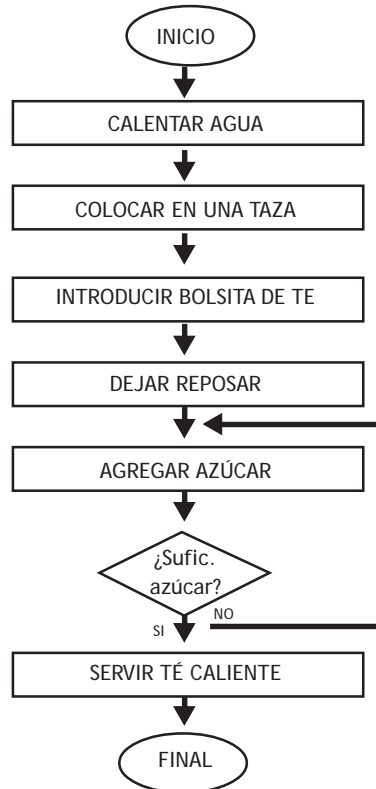 INICIO
CALENTAR AGUA
COLOCAR EN UNA TAZA
INTRODUCIR BOLSITA DE TE
DEJAR REPOSAR
AGREGAR AZÚCAR
¿Sufic.
azúcar?
NO
SI
SERVIR TÉ CALIENTE
FINAL